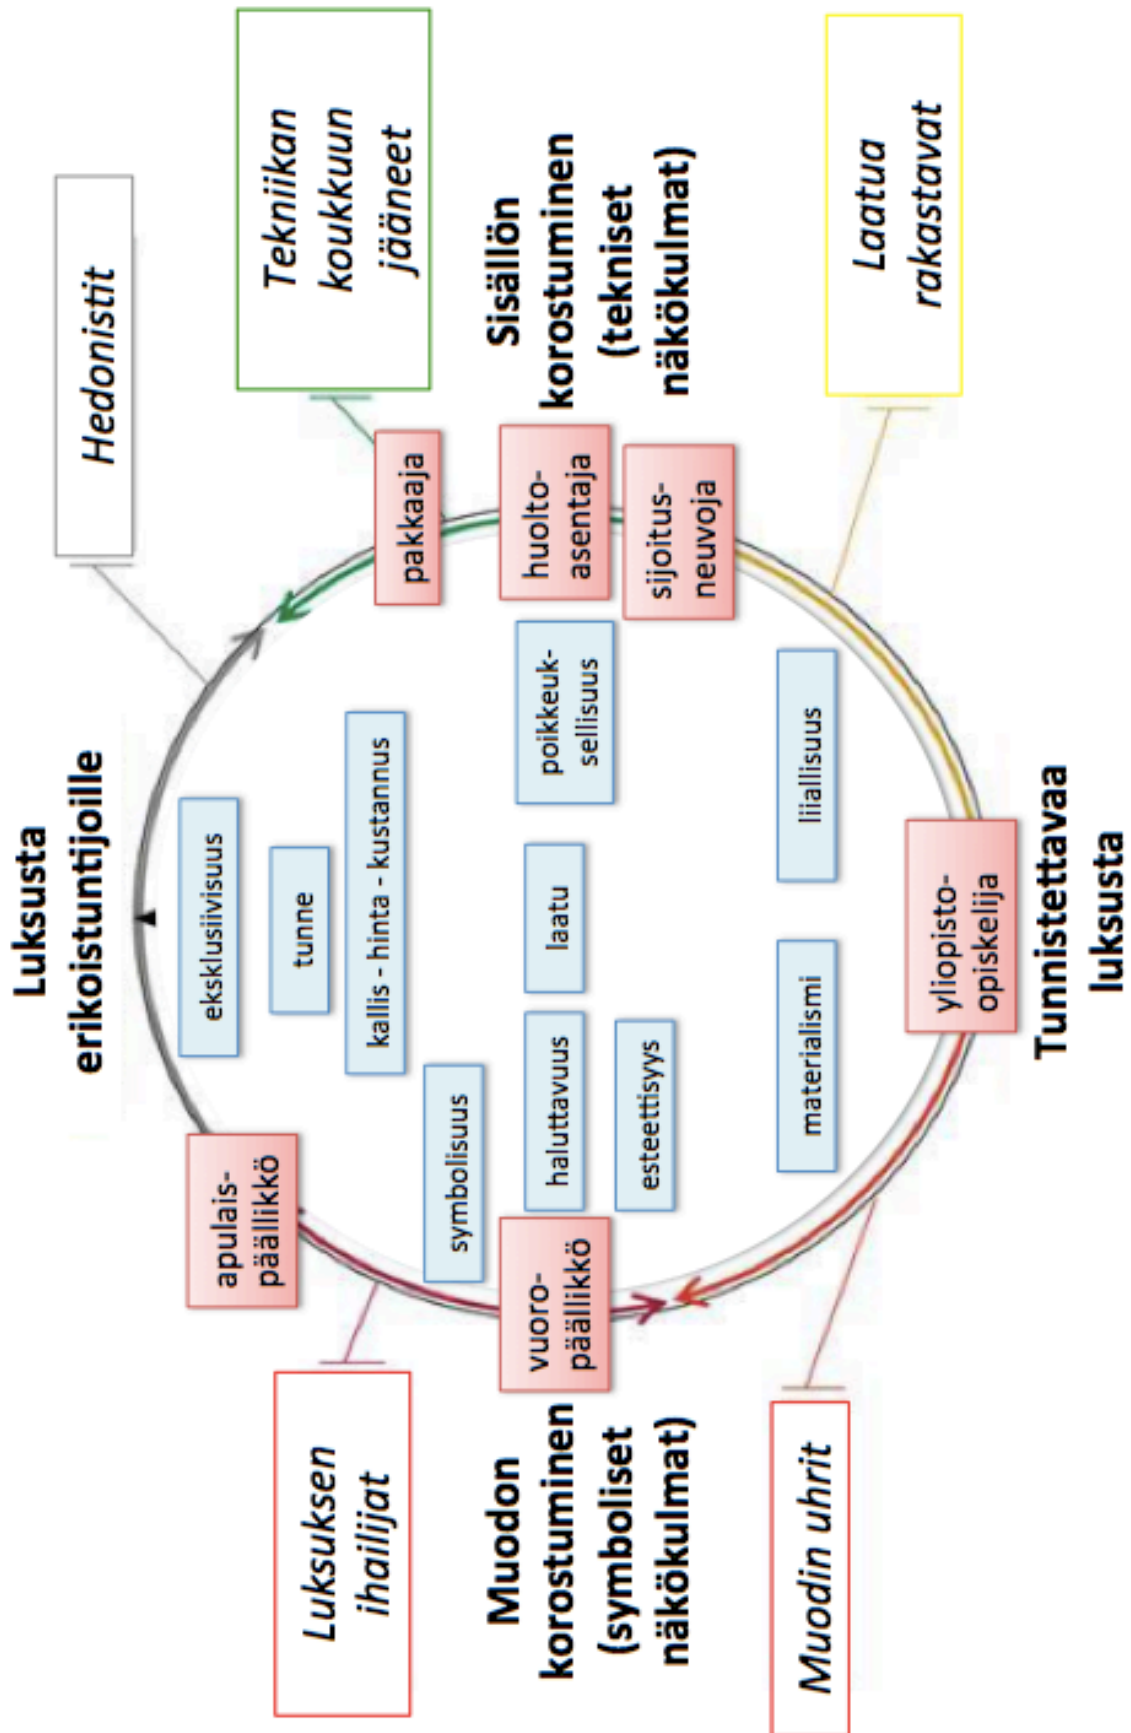 Luksusta
erikoistuntijoille
Hedonistit
Luksuksen
ihailijat
apulais-
päällikkö
eksklusiivisuus
tunne
kallis - hinta - kustannus
pakkaaja
Tekniikan
koukkuun
jääneet
symbolisuus
Muodon
korostuminen
(symboliset
näkökulmat)
vuoro-
päällikkö
haluttavuus
laatu
poikkeuk-
sellisuus
huolto-
asentaja
Sisällön
korostuminen
(tekniset
näkökulmat)
esteettisyys
sijoitus-
neuvoja
Muodin uhrit
materialismi
liiallisuus
Laatua
rakastavat
yliopisto-
opiskelija
Tunnistettavaa
luksusta